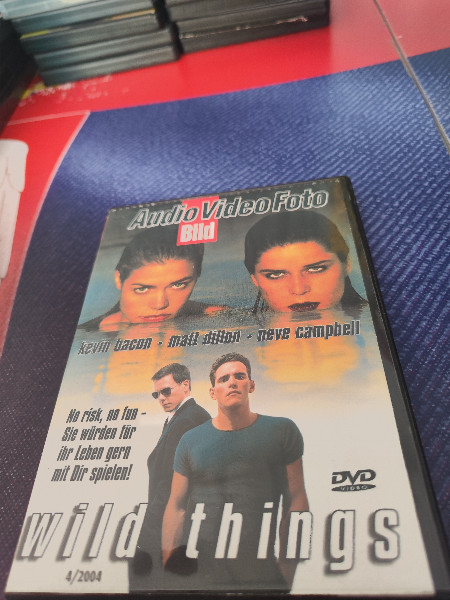 Audio Video Foto
Bild
kevin bacon - matt dillon - neve campbell
No risk, no fun -
Sie würden für
ihr Leben gern
mit Dir spielen!
DVD
VIDEO
wild things
4/2004